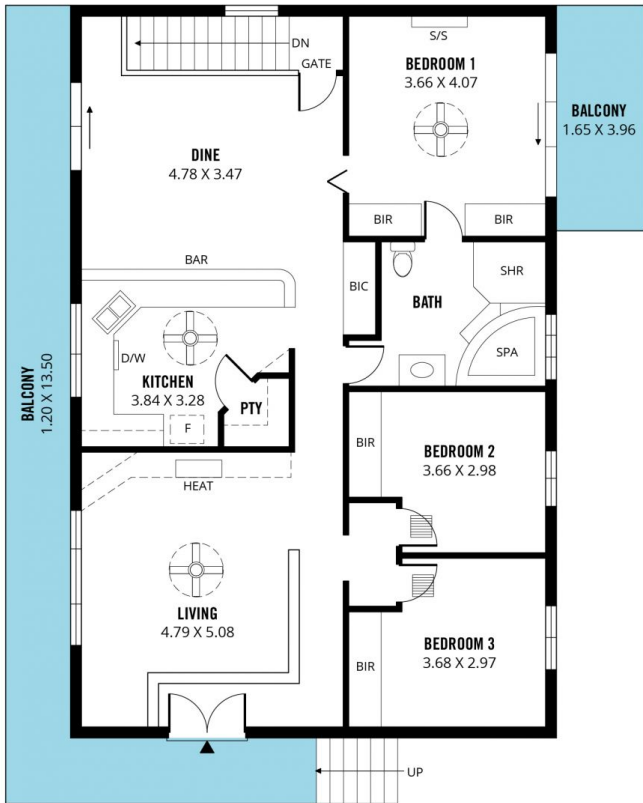 DN
GATE
S/S
BEDROOM 1
3.66 X 4.07
BALCONY
1.65 X 3.96
DINE
4.78 X 3.47
BIR
BIR
BAR
BIC
BATH
SHR
SPA
D/W
KITCHEN
3.84 X 3.28
PTY
F
BALCONY
1.20 X 13.50
HEAT
BIR
BEDROOM 2
3.66 X 2.98
LIVING
4.79 X 5.08
BIR
BEDROOM 3
3.68 X 2.97
UP